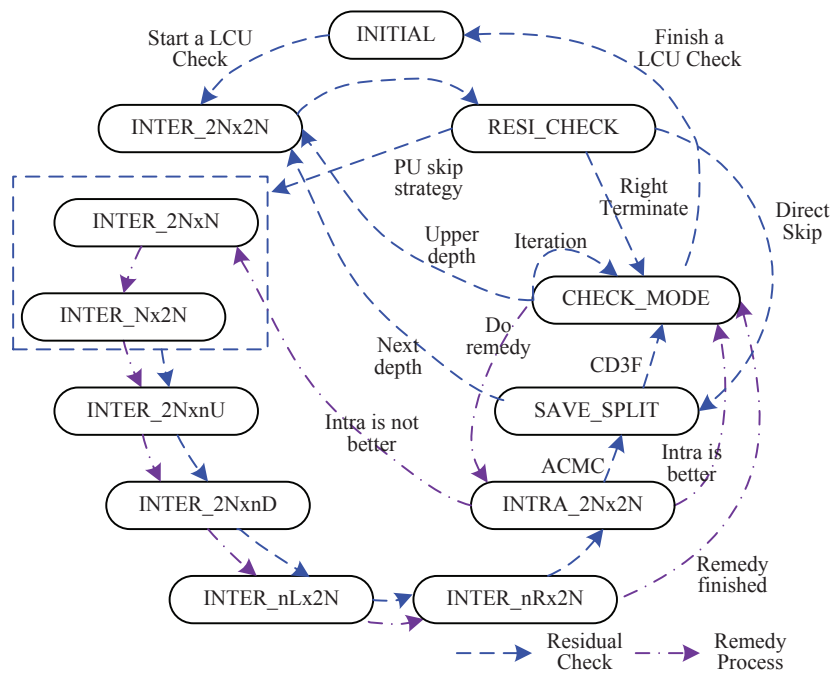 INITIAL
Start a LCU
Check
Finish a
LCU Check
INTER_2Nx2N
RESI_CHECK
PU skip
strategy
Right
Terminate
Direct
Skip
INTER_2NxN
Upper
depth
Iteration
CHECK_MODE
INTER_Nx2N
Do
remedy
Next
depth
CD3F
INTER_2NxnU
SAVE_SPLIT
Intra is not
better
ACMC
Intra is
better
INTER_2NxnD
INTRA_2Nx2N
Remedy
finished
INTER_nLx2N
INTER_nRx2N
Residual
Check
Remedy
Process